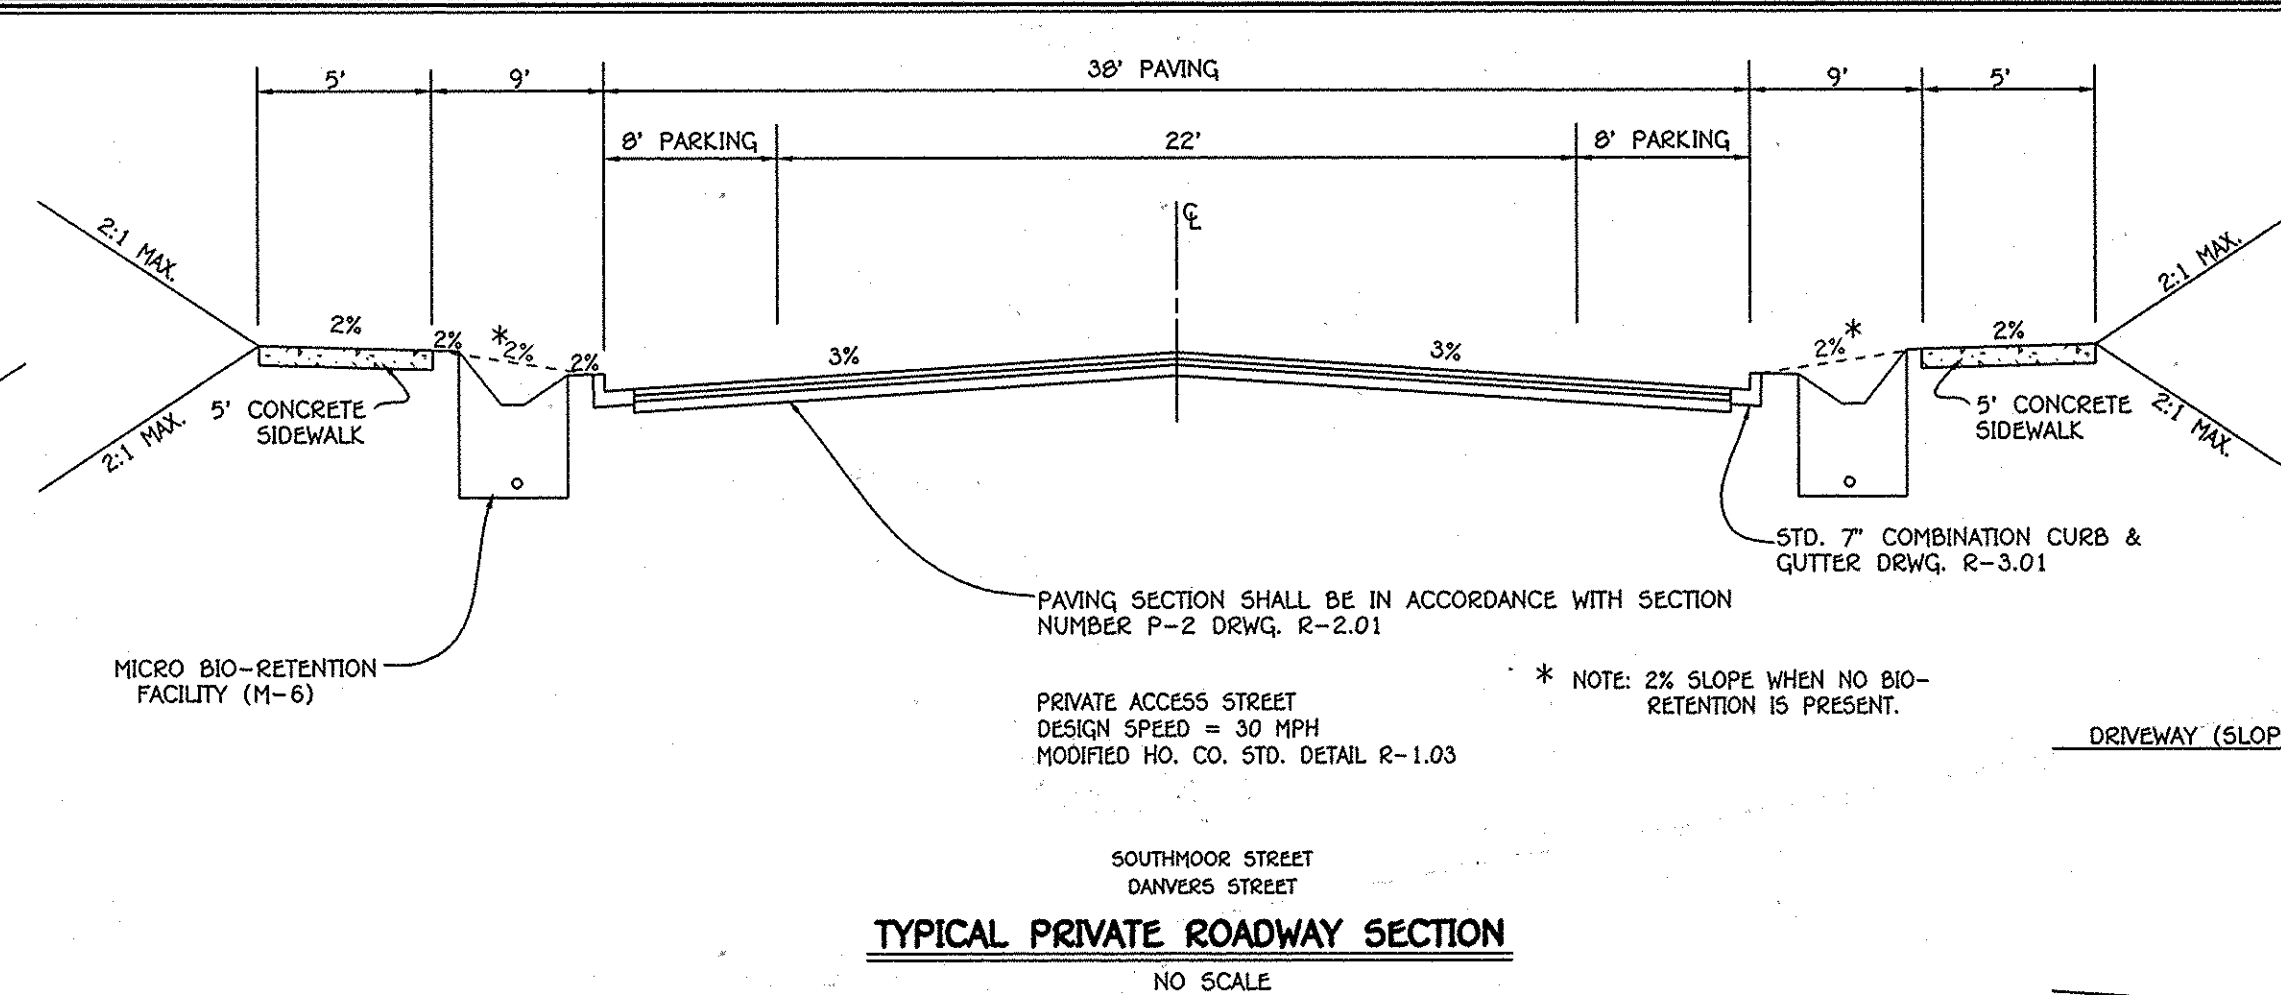 5' 9' 38' PAVING 9' 5'
8' PARKING 22' 8' PARKING
℄
2:1 MAX. 2:1 MAX.
2% 2% *2% 2% 3% 3% 2%* 2%
5' CONCRETE
SIDEWALK
2:1 MAX.
5' CONCRETE
SIDEWALK
2:1 MAX.
STD. 7" COMBINATION CURB &
GUTTER DRWG. R-3.01
PAVING SECTION SHALL BE IN ACCORDANCE WITH SECTION
NUMBER P-2 DRWG. R-2.01
MICRO BIO-RETENTION
FACILITY (M-6)
* NOTE: 2% SLOPE WHEN NO BIO-
RETENTION IS PRESENT.
PRIVATE ACCESS STREET
DESIGN SPEED = 30 MPH
MODIFIED HO. CO. STD. DETAIL R-1.03
DRIVEWAY (SLOP
SOUTHMOOR STREET
DANVERS STREET
TYPICAL PRIVATE ROADWAY SECTION
NO SCALE